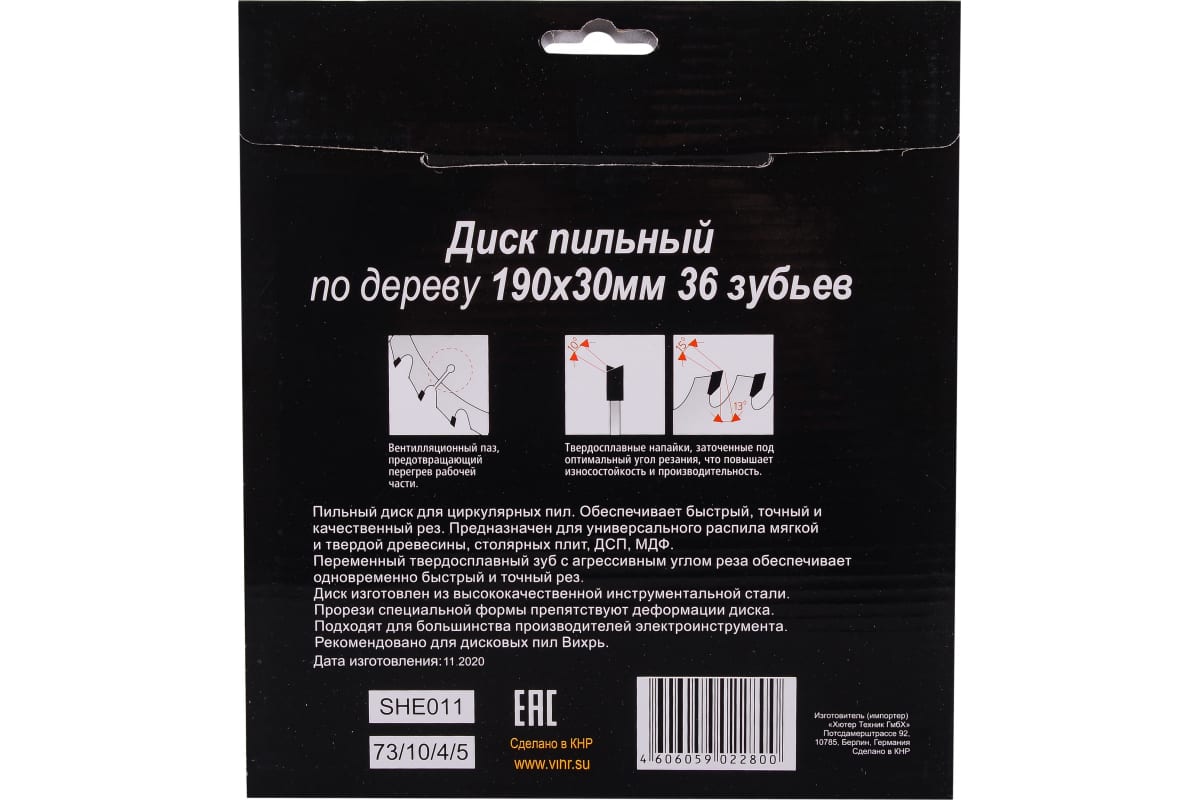 Диск пильный
по дереву 190х30мм 36 зубьев
10°
15°
13°
Вентиляционный паз,
предотвращающий
перегрев рабочей
части.
Твердосплавные напайки, заточенные под
оптимальный угол резания, что повышает
износостойкость и производительность.
Пильный диск для циркулярных пил. Обеспечивает быстрый, точный и
качественный рез. Предназначен для универсального распила мягкой
и твердой древесины, столярных плит, ДСП, МДФ.
Переменный твердосплавный зуб с агрессивным углом реза обеспечивает
одновременно быстрый и точный рез.
Диск изготовлен из высококачественной инструментальной стали.
Прорези специальной формы препятствуют деформации диска.
Подходят для большинства производителей электроинструмента.
Рекомендовано для дисковых пил Вихрь.
Дата изготовления: 11 2020
SHE011
73/10/4/5
EAC
Сделано в КНР
www.vihr.su
4 606059 022800
Изготовитель (импортер)
«Хютер Техник ГмбХ»
Потсдамерштрассе 92,
10785, Берлин, Германия
Сделано в КНР